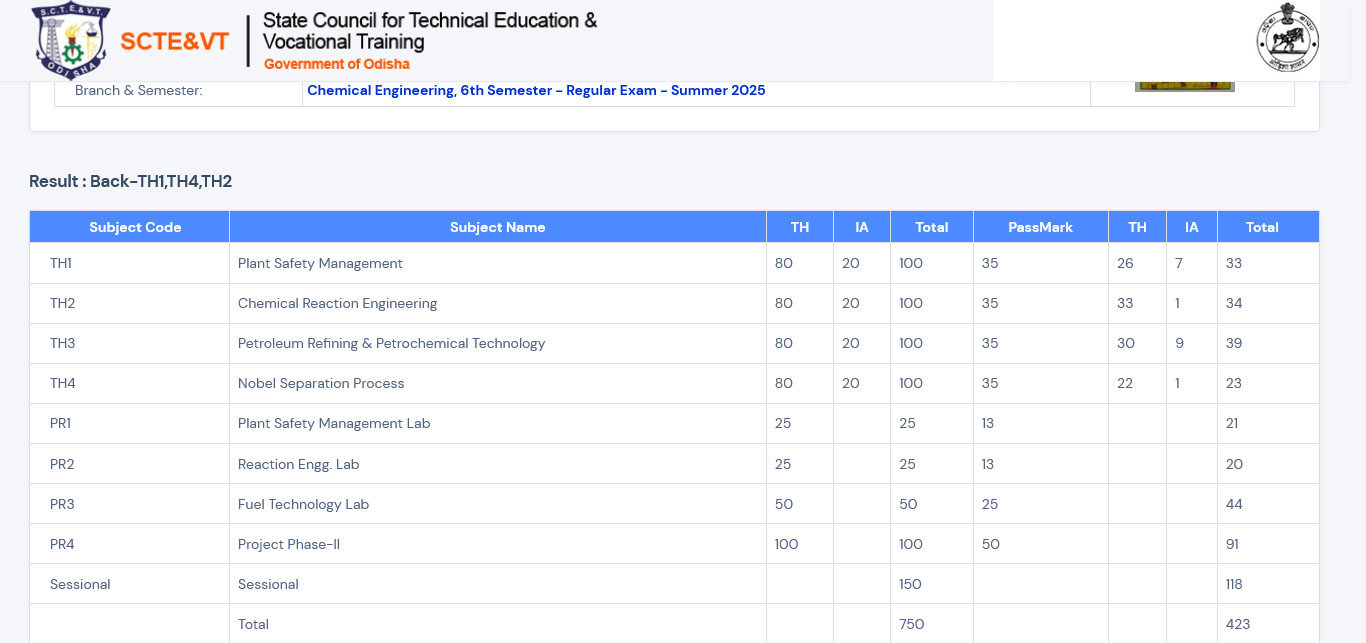 S.C.T.E.&V.T.
ODISHA
SCTE&VT
State Council for Technical Education &
Vocational Training
Government of Odisha
Branch & Semester: Chemical Engineering, 6th Semester - Regular Exam - Summer 2025
Result : Back-TH1,TH4,TH2
Subject Code Subject Name TH IA Total PassMark TH IA Total
TH1 Plant Safety Management 80 20 100 35 26 7 33
TH2 Chemical Reaction Engineering 80 20 100 35 33 1 34
TH3 Petroleum Refining & Petrochemical Technology 80 20 100 35 30 9 39
TH4 Nobel Separation Process 80 20 100 35 22 1 23
PR1 Plant Safety Management Lab 25 25 13 21
PR2 Reaction Engg. Lab 25 25 13 20
PR3 Fuel Technology Lab 50 50 25 44
PR4 Project Phase-II 100 100 50 91
Sessional Sessional 150 118
Total 750 423